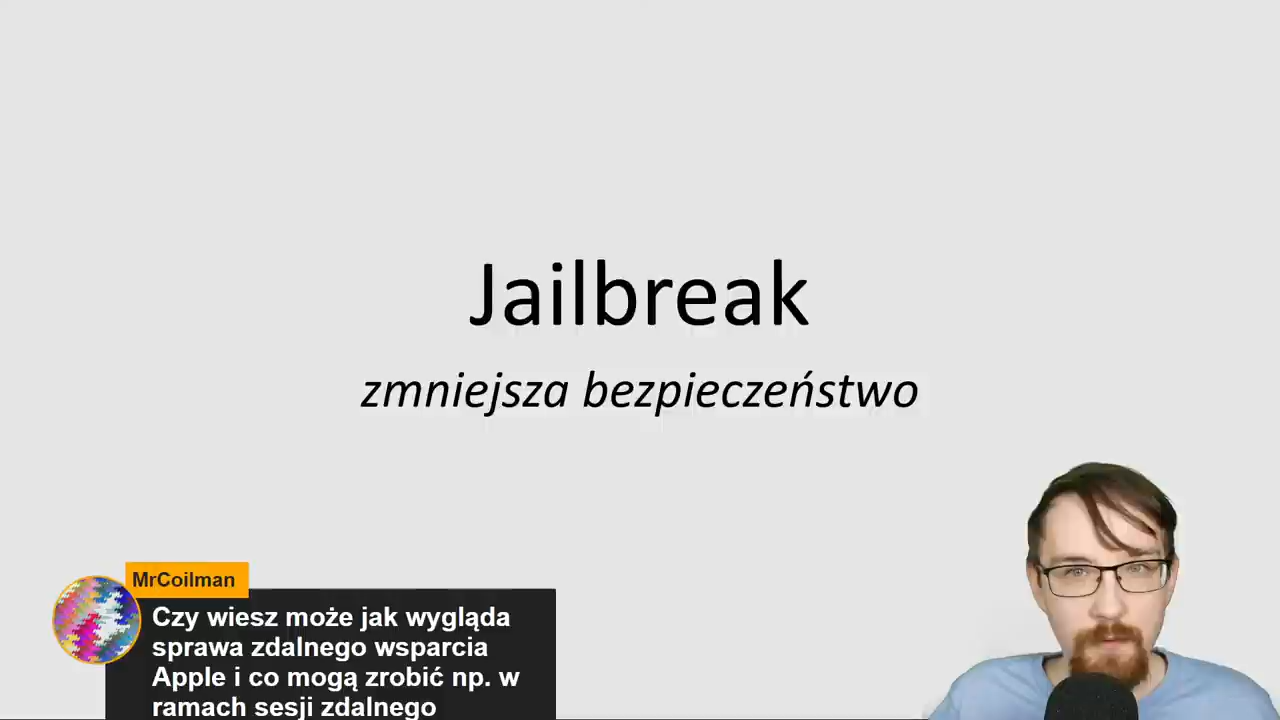 Jailbreak
zmniejsza bezpieczeństwo
MrCoilman
Czy wiesz może jak wygląda
sprawa zdalnego wsparcia
Apple i co mogą zrobić np. w
ramach sesji zdalnego